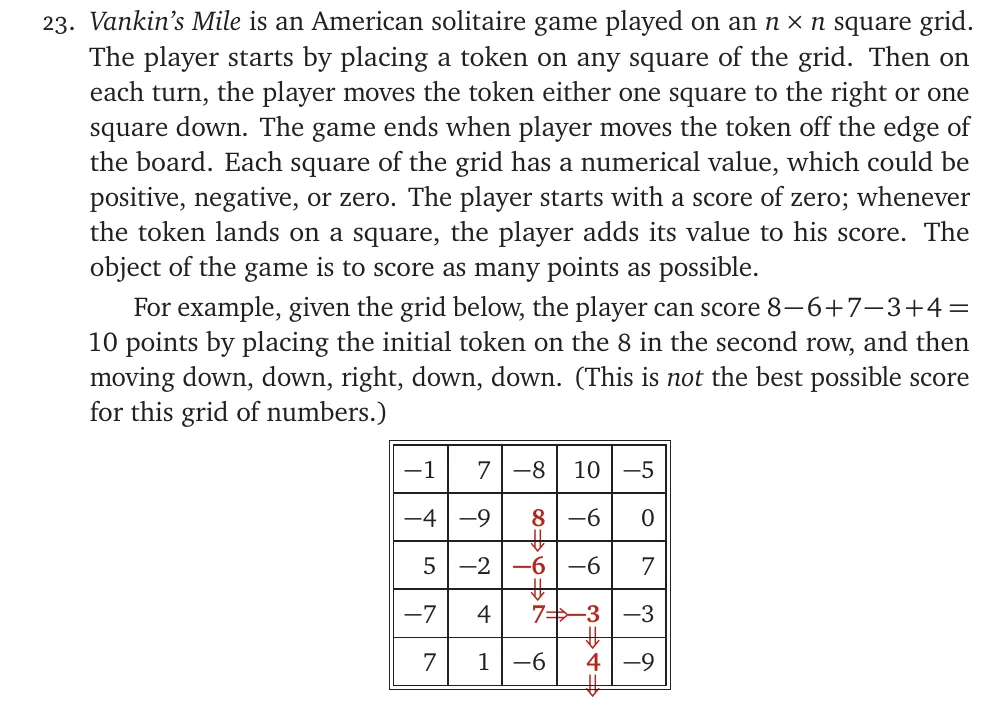 23. Vankin’s Mile is an American solitaire game played on an n × n square grid.
The player starts by placing a token on any square of the grid. Then on
each turn, the player moves the token either one square to the right or one
square down. The game ends when player moves the token off the edge of
the board. Each square of the grid has a numerical value, which could be
positive, negative, or zero. The player starts with a score of zero; whenever
the token lands on a square, the player adds its value to his score. The
object of the game is to score as many points as possible.
For example, given the grid below, the player can score 8−6+7−3+4 =
10 points by placing the initial token on the 8 in the second row, and then
moving down, down, right, down, down. (This is not the best possible score
for this grid of numbers.)
−1 7 −8 10 −5
−4 −9 8 −6 0
⇓
5 −2 −6 −6 7
⇓
−7 4 7⇒−3 −3
⇓
7 1 −6 4 −9
⇓